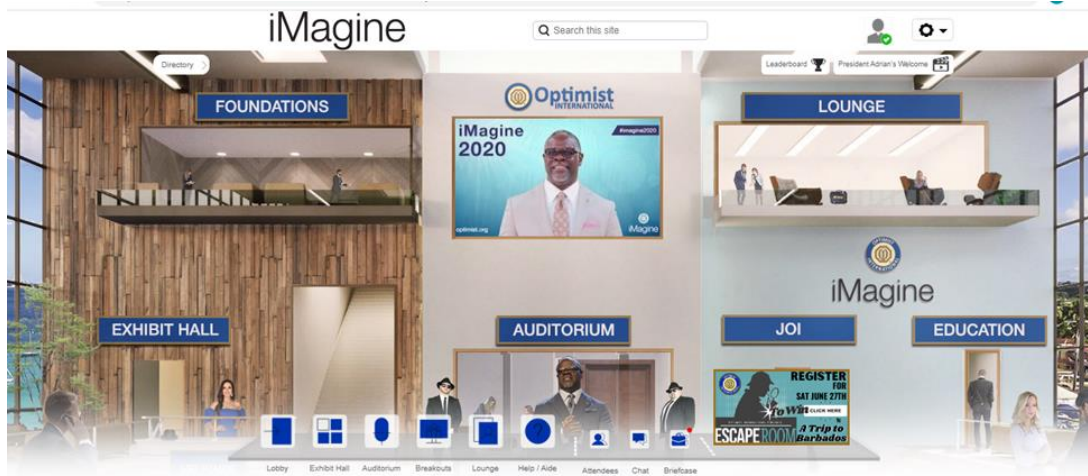 iMagine
Search this site
Directory
Leaderboard
President Adrian's Welcome
FOUNDATIONS
Optimist
INTERNATIONAL
LOUNGE
iMagine
2020
#imagine2020
optimist.org
iMagine
OPTIMIST
INTERNATIONAL
iMagine
EXHIBIT HALL
AUDITORIUM
JOI
EDUCATION
REGISTER
FOR
SAT JUNE 27TH
To Win CLICK HERE
A Trip to
ESCAPE ROOM Barbados
Lobby
Exhibit Hall
Auditorium
Breakouts
Lounge
Help / Aide
Attendees
Chat
Briefcase